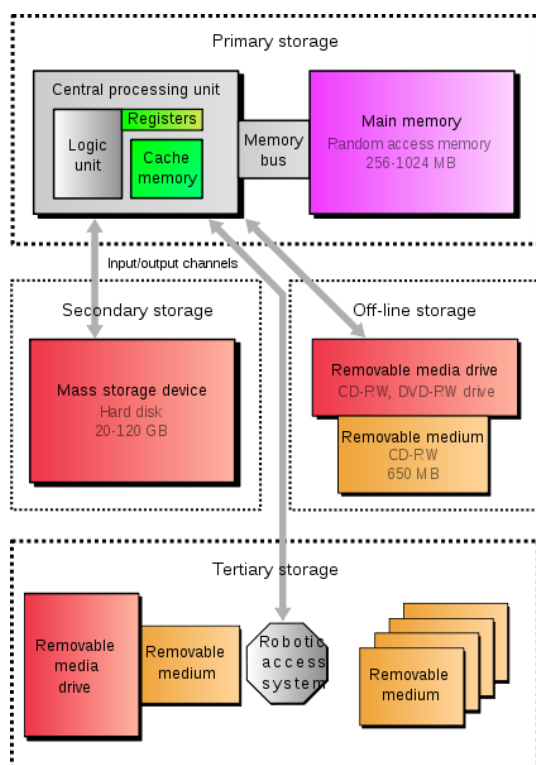 Primary storage
Central processing unit
Registers
Logic
unit
Cache
memory
Memory
bus
Main memory
Random access memory
256-1024 MB
Input/output channels
Secondary storage
Mass storage device
Hard disk
20-120 GB
Off-line storage
Removable media drive
CD-RW, DVD-RW drive
Removable medium
CD-RW
650 MB
Tertiary storage
Removable
media
drive
Removable
medium
Robotic
access
system
Removable
medium